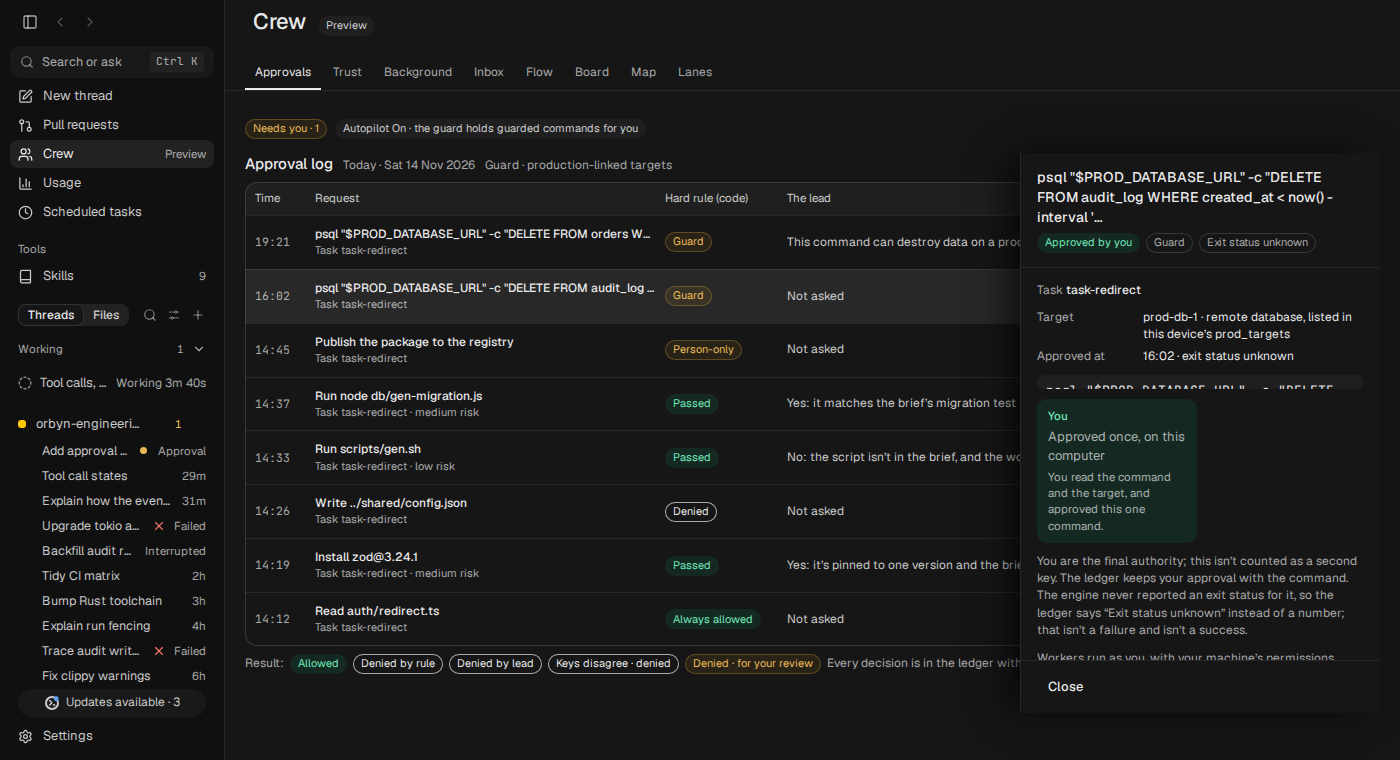 Search or ask
Ctrl K
New thread
Pull requests
Crew
Preview
Usage
Scheduled tasks
Tools
Skills
9
Threads
Files
Working
1
Tool calls, ...
Working 3m 40s
orbyn-engineeri...
1
Add approval ...
Approval
Tool call states
29m
Explain how the even...
31m
Upgrade tokio a...
Failed
Backfill audit r...
Interrupted
Tidy CI matrix
2h
Bump Rust toolchain
3h
Explain run fencing
4h
Trace audit writ...
Failed
Fix clippy warnings
6h
Updates available · 3
Settings
Crew
Preview
Approvals
Trust
Background
Inbox
Flow
Board
Map
Lanes
Needs you · 1
Autopilot On · the guard holds guarded commands for you
Approval log
Today · Sat 14 Nov 2026
Guard · production-linked targets
Time
Request
Hard rule (code)
The lead
19:21
psql "$PROD_DATABASE_URL" -c "DELETE FROM orders W...
Task task-redirect
Guard
This command can destroy data on a prod
16:02
psql "$PROD_DATABASE_URL" -c "DELETE FROM audit_log ...
Task task-redirect
Guard
Not asked
14:45
Publish the package to the registry
Task task-redirect
Person-only
Not asked
14:37
Run node db/gen-migration.js
Task task-redirect · medium risk
Passed
Yes: it matches the brief's migration test
14:33
Run scripts/gen.sh
Task task-redirect · low risk
Passed
No: the script isn't in the brief, and the wo
14:26
Write ../shared/config.json
Task task-redirect
Denied
Not asked
14:19
Install zod@3.24.1
Task task-redirect · medium risk
Passed
Yes: it's pinned to one version and the brie
14:12
Read auth/redirect.ts
Task task-redirect
Always allowed
Not asked
Result:
Allowed
Denied by rule
Denied by lead
Keys disagree · denied
Denied · for your review
Every decision is in the ledger with
psql "$PROD_DATABASE_URL" -c "DELETE
FROM audit_log WHERE created_at < now() -
interval '...
Approved by you
Guard
Exit status unknown
Task task-redirect
Target
prod-db-1 · remote database, listed in
this device's prod_targets
Approved at
16:02 · exit status unknown
psql "$PROD_DATABASE_URL" -c "DELETE
You
Approved once, on this
computer
You read the command
and the target, and
approved this one
command.
You are the final authority; this isn't counted as a second
key. The ledger keeps your approval with the command.
The engine never reported an exit status for it, so the
ledger says “Exit status unknown” instead of a number;
that isn't a failure and isn't a success.
Workers run as you, with your machine's permissions
Close